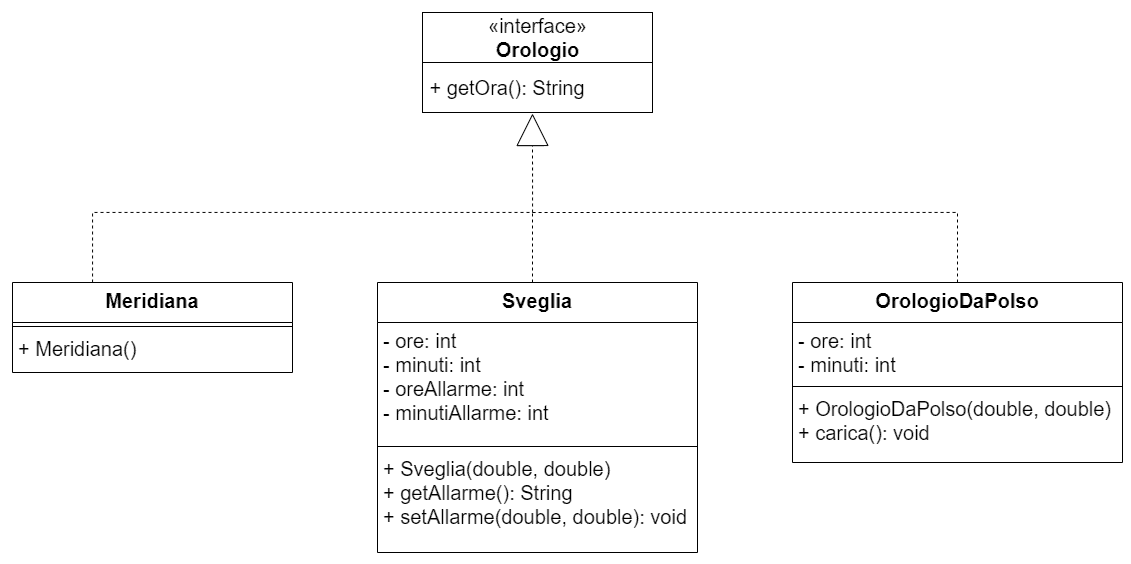 «interface»
Orologio
+ getOra(): String
Meridiana
+ Meridiana()
Sveglia
- ore: int
- minuti: int
- oreAllarme: int
- minutiAllarme: int
+ Sveglia(double, double)
+ getAllarme(): String
+ setAllarme(double, double): void
OrologioDaPolso
- ore: int
- minuti: int
+ OrologioDaPolso(double, double)
+ carica(): void